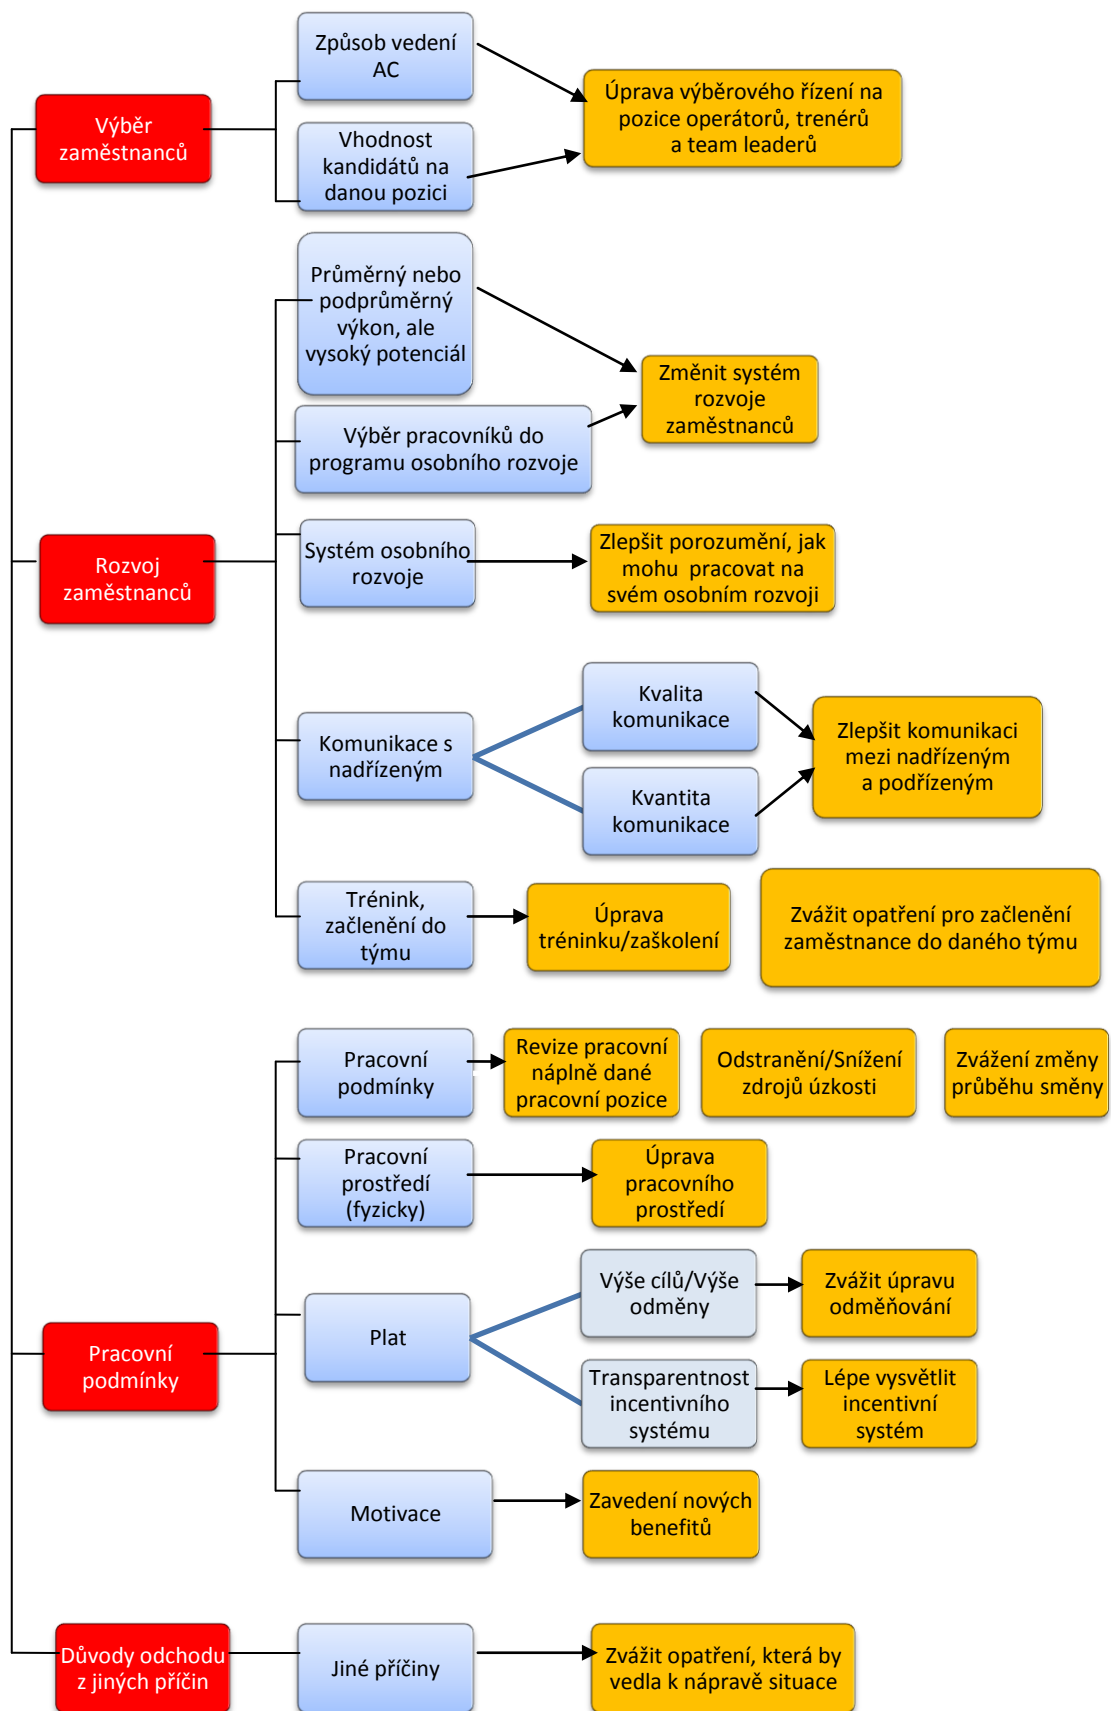 Způsob vedení
AC
Úprava výběrového řízení na
pozice operátorů, trenérů
a team leaderů
Výběr
zaměstnanců
Vhodnost
kandidátů na
danou pozici
Průměrný nebo
podprůměrný
výkon, ale
vysoký potenciál
Změnit systém
rozvoje
zaměstnanců
Výběr pracovníků do
programu osobního rozvoje
Rozvoj
zaměstnanců
Systém osobního
rozvoje
Zlepšit porozumění, jak
mohu pracovat na
svém osobním rozvoji
Komunikace s
nadřízeným
Kvalita
komunikace
Kvantita
komunikace
Zlepšit komunikaci
mezi nadřízeným
a podřízeným
Trénink,
začlenění do
týmu
Úprava
tréninku/zaškolení
Zvážit opatření pro začlenění
zaměstnance do daného týmu
Pracovní
podmínky
Revize pracovní
náplně dané
pracovní pozice
Odstranění/Snížení
zdrojů úzkosti
Zvážení změny
průběhu směny
Pracovní
prostředí
(fyzicky)
Úprava
pracovního
prostředí
Pracovní
podmínky
Plat
Výše cílů/Výše
odměny
Zvážit úpravu
odměňování
Transparentnost
incentivního
systému
Lépe vysvětlit
incentivní
systém
Motivace
Zavedení nových
benefitů
Důvody odchodu
z jiných příčin
Jiné příčiny
Zvážit opatření, která by
vedla k nápravě situace